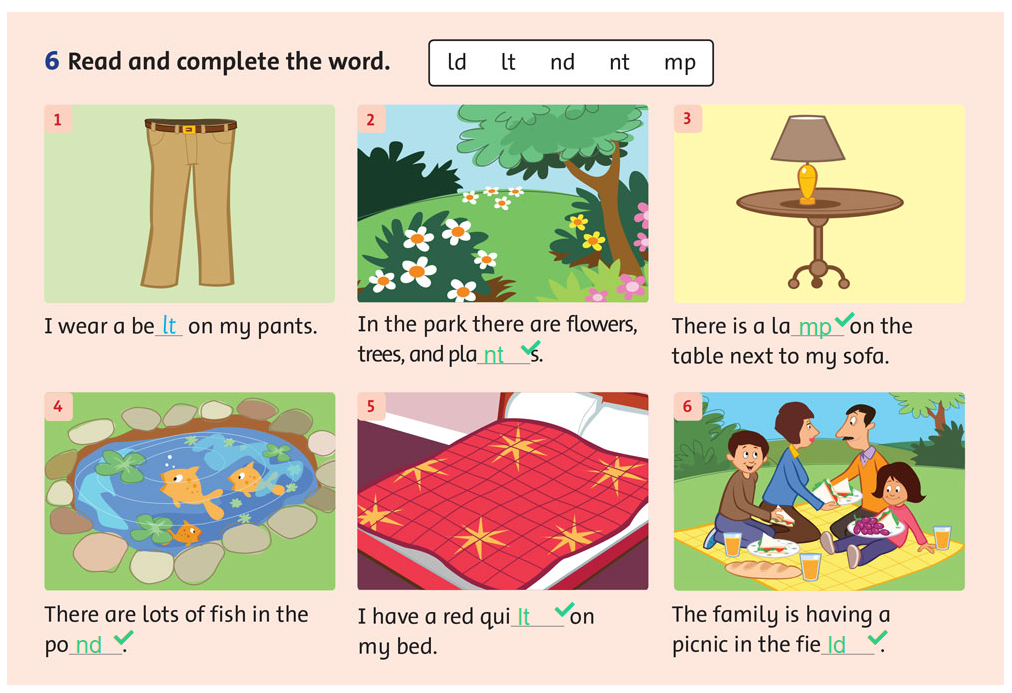 6 Read and complete the word.
ld lt nd nt mp
1
2
3
I wear a be lt on my pants.
In the park there are flowers,
trees, and pla nt s.
There is a la mp on the
table next to my sofa.
4
5
6
There are lots of fish in the
po nd .
I have a red qui lt on
my bed.
The family is having a
picnic in the fie ld .